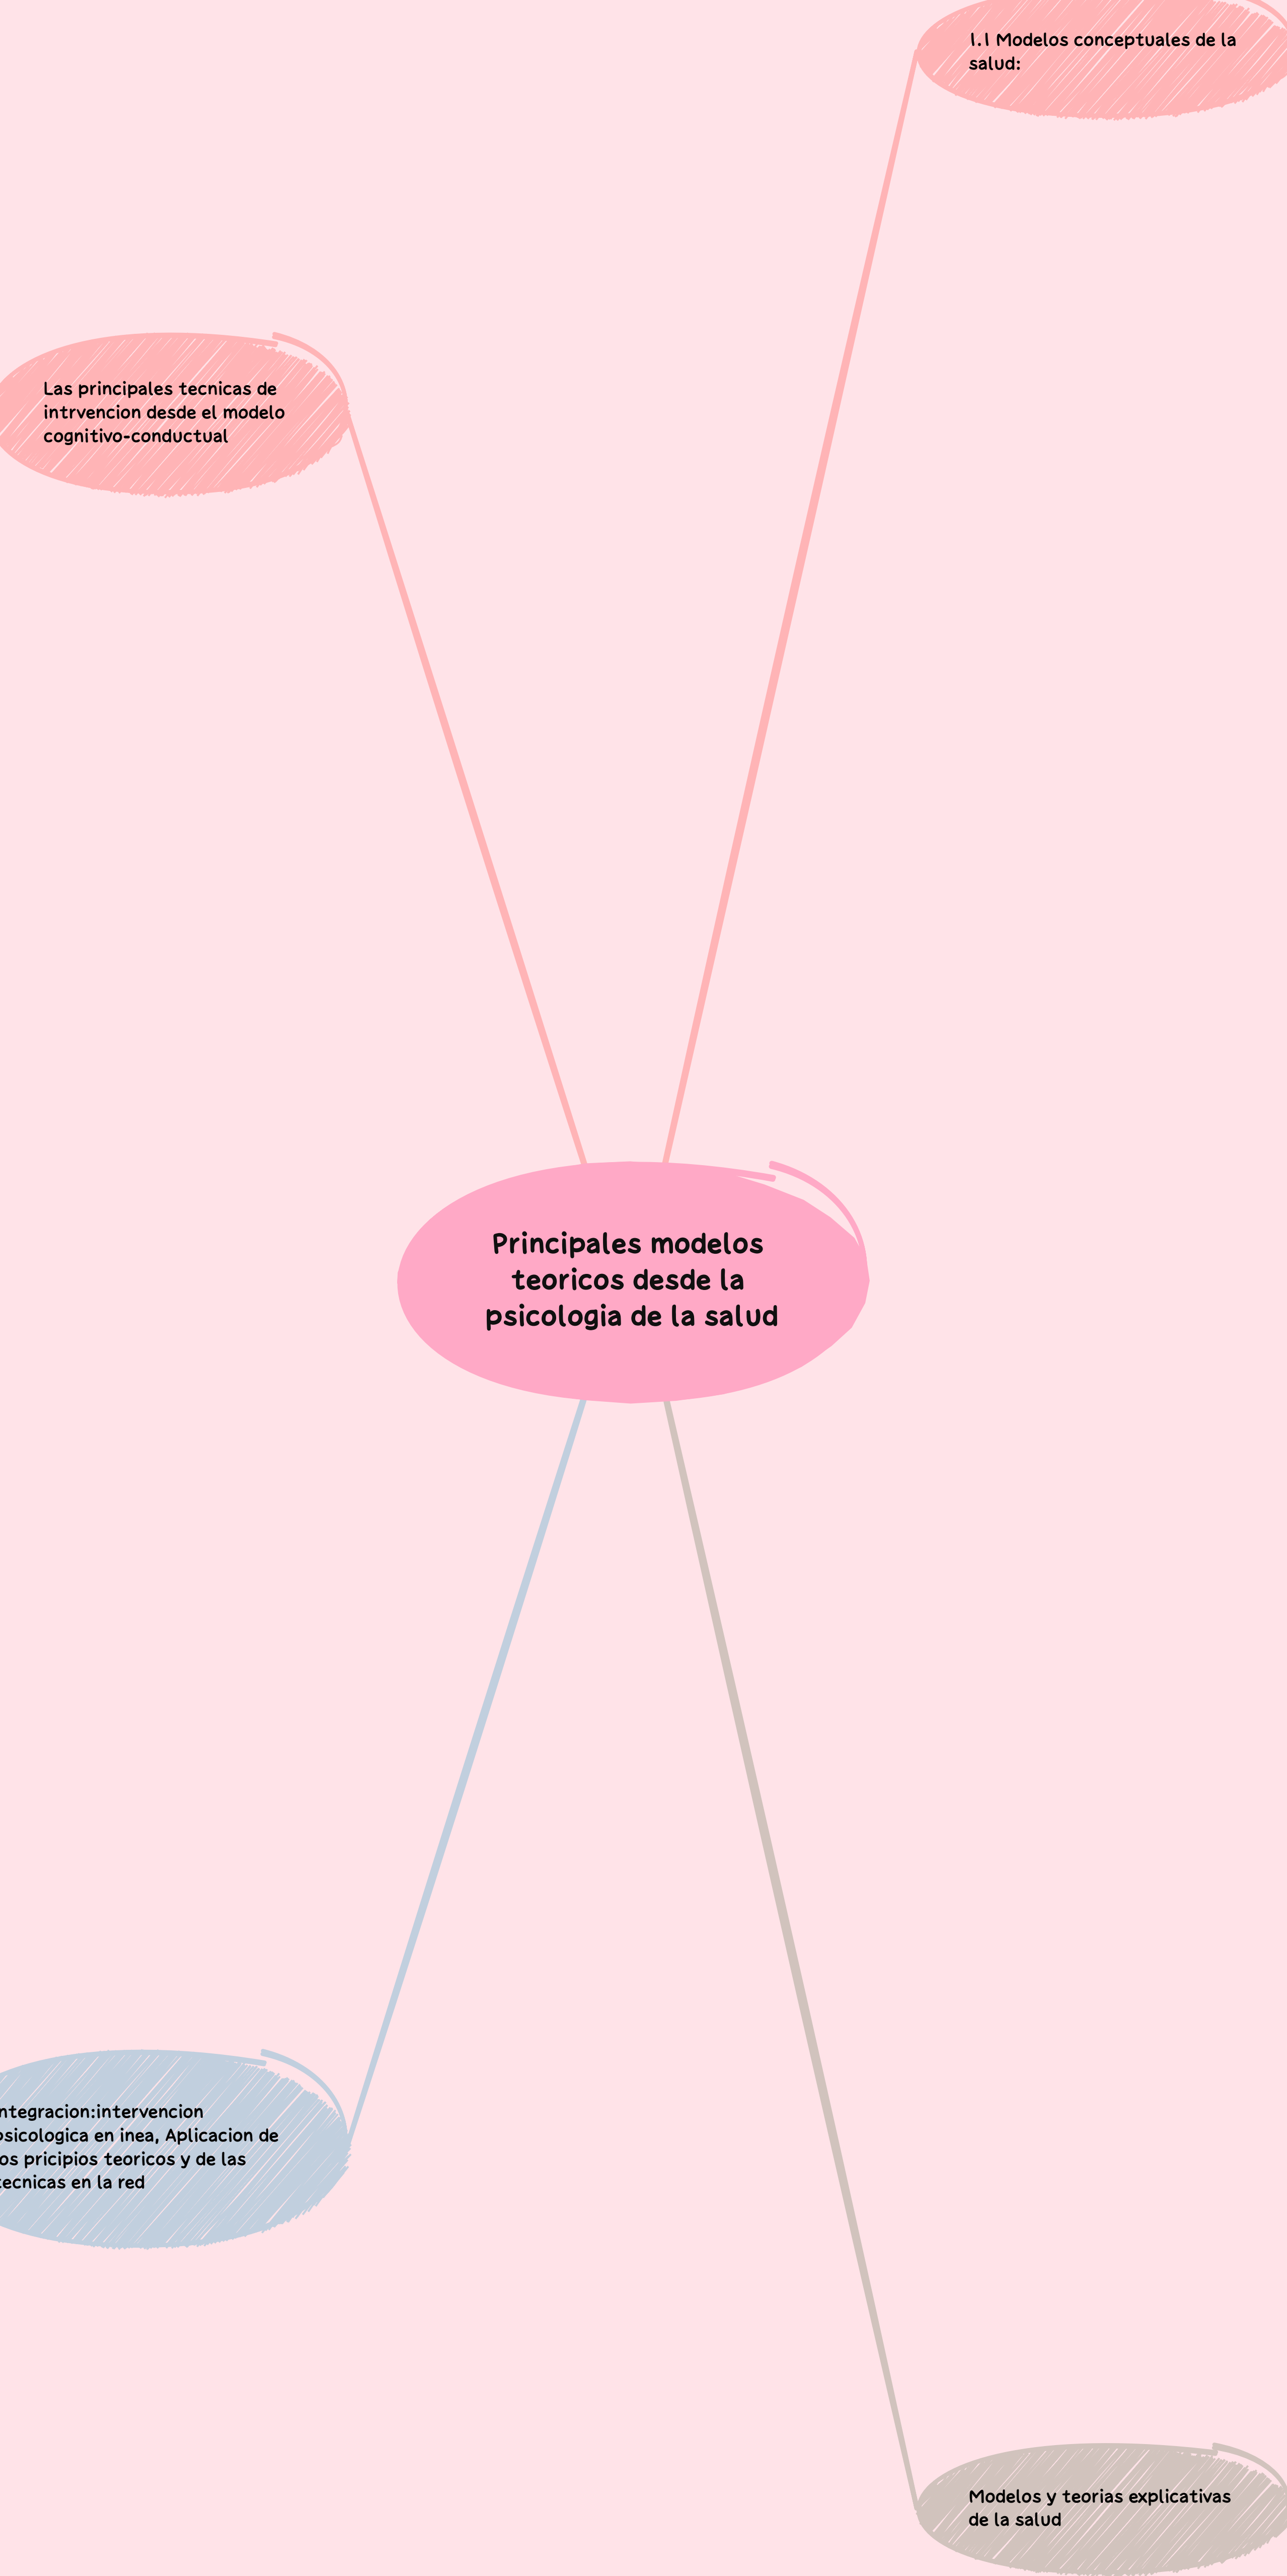 1.1 Modelos conceptuales de la
salud:
Las principales tecnicas de
intrvencion desde el modelo
cognitivo-conductual
Principales modelos
teoricos desde la
psicologia de la salud
ntegracion:intervencion
psicologica en inea, Aplicacion de
os pricipios teoricos y de las
tecnicas en la red
Modelos y teorias explicativas
de la salud